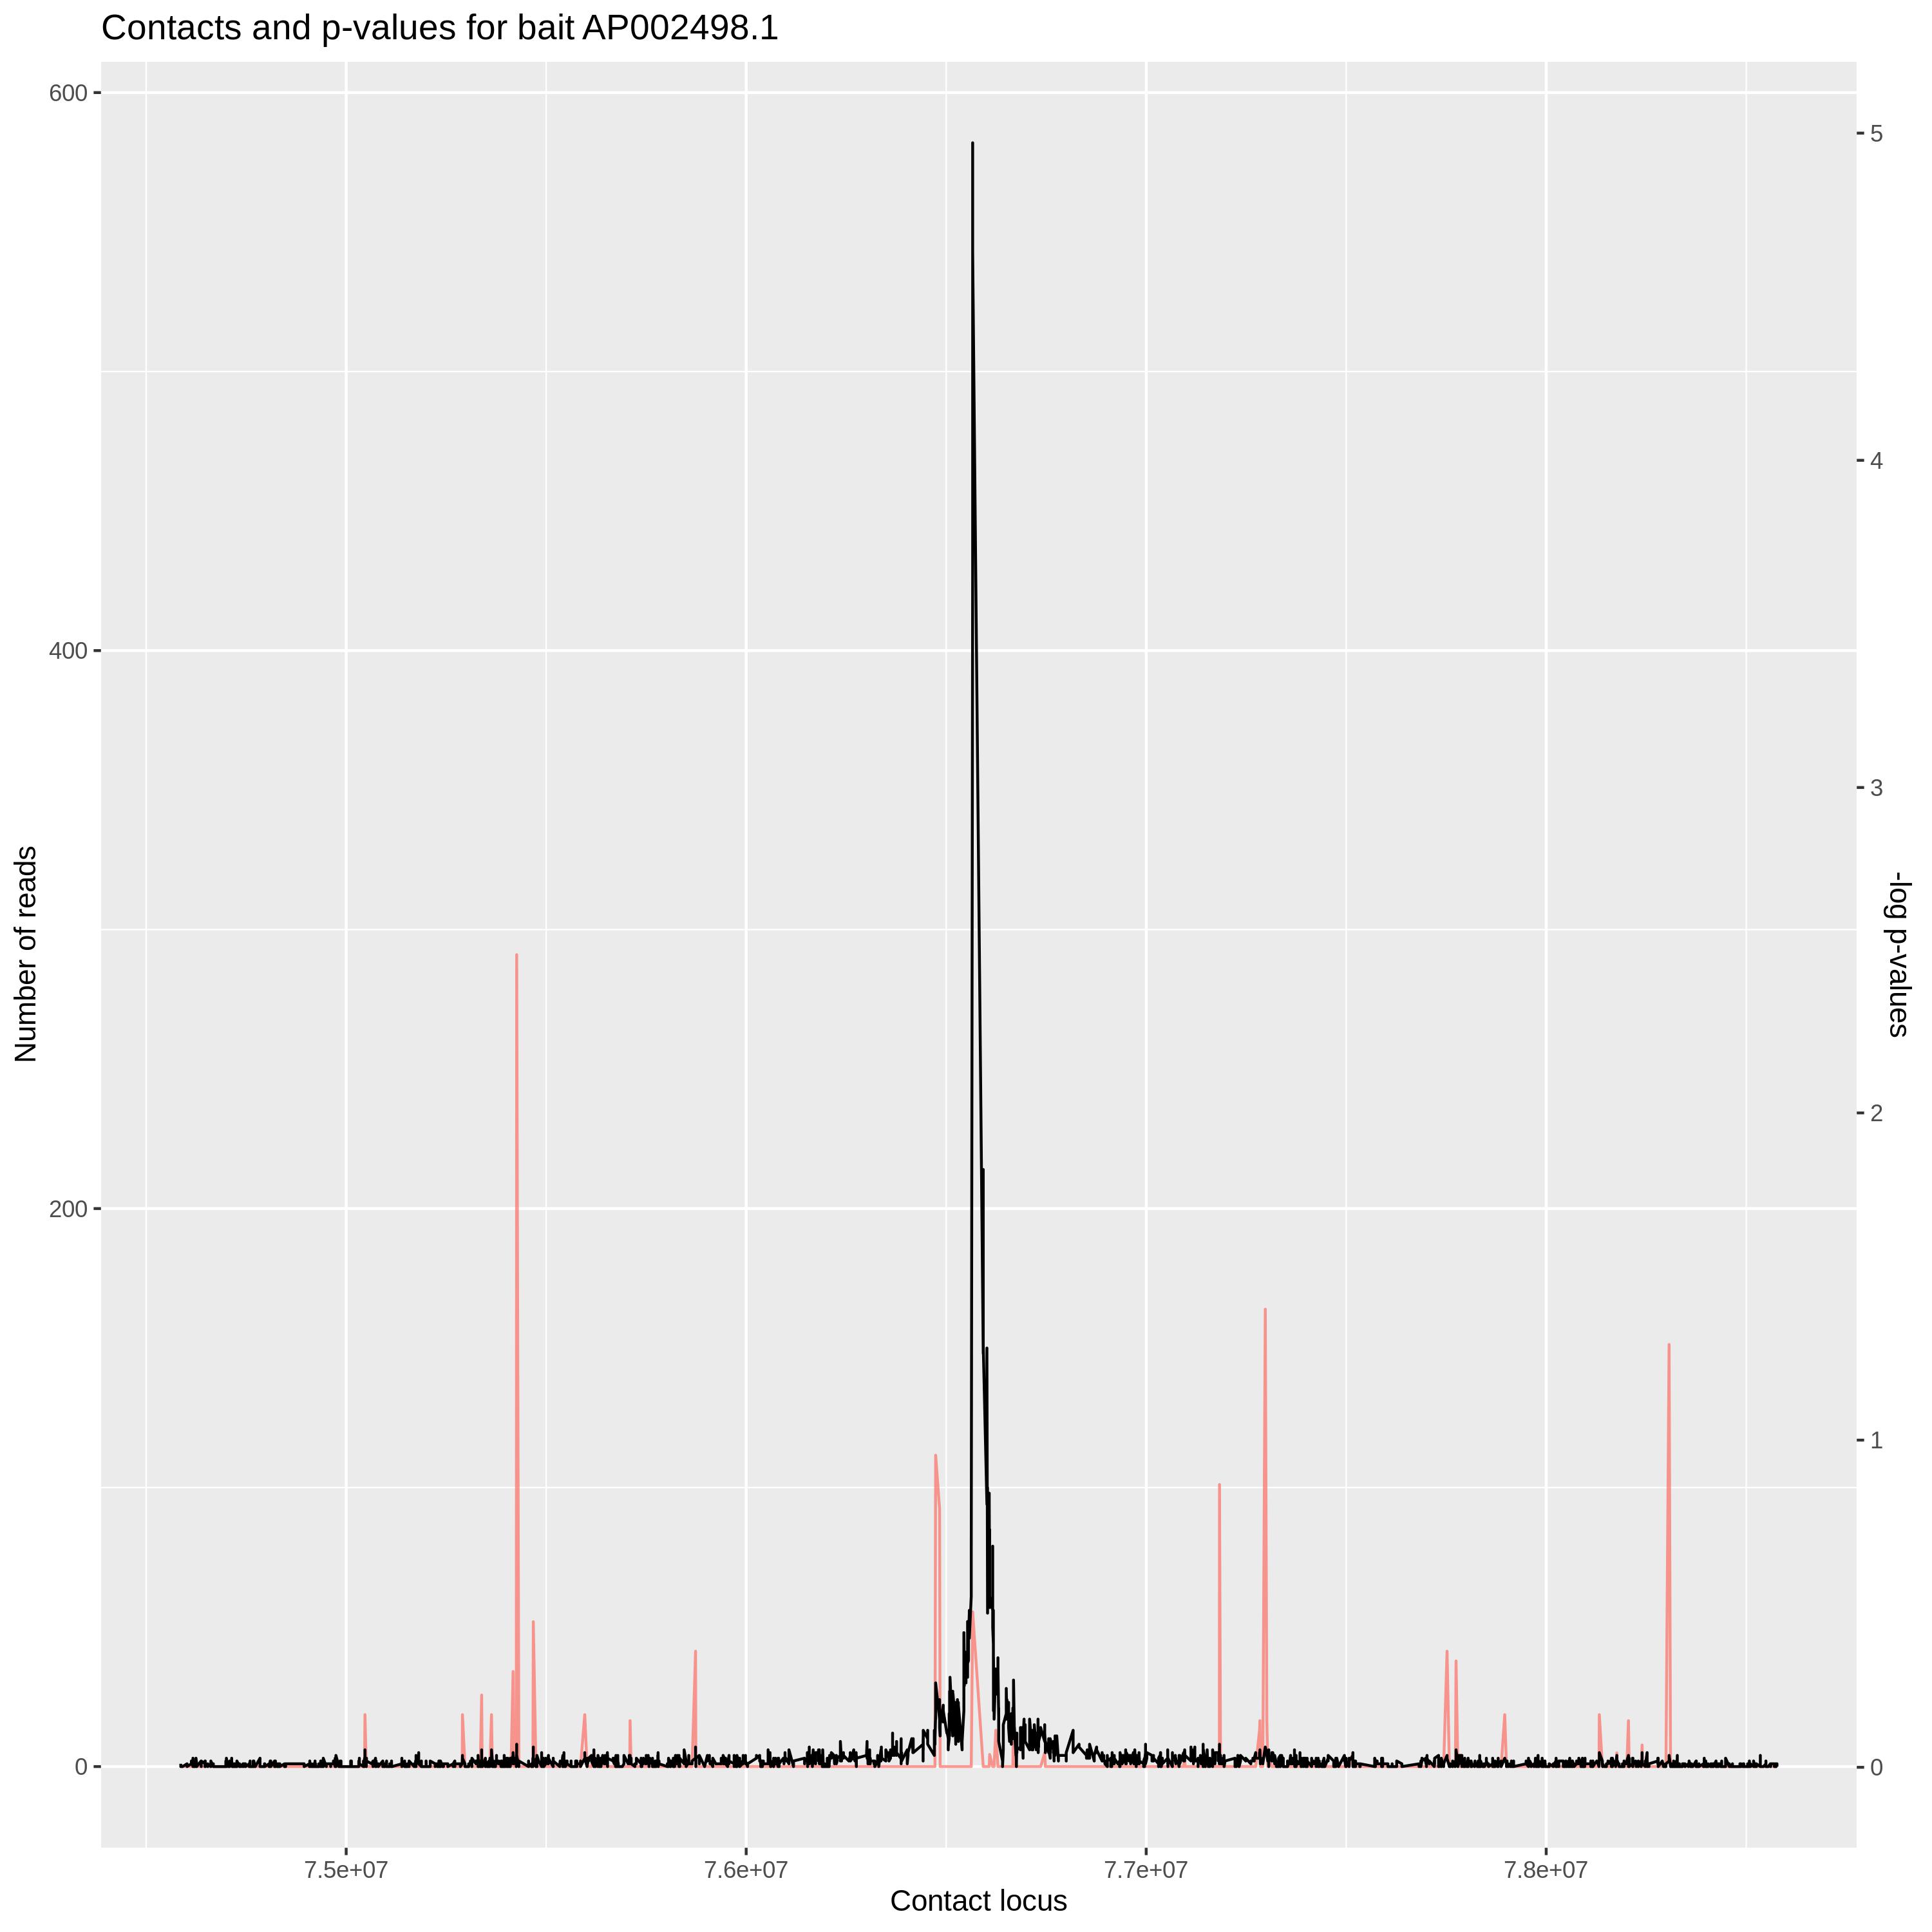 Contacts and p-values for bait AP002498.1
600
400
200
0
Number of reads
5
4
3
2
1
0
-log p-values
7.5e+07 7.6e+07 7.7e+07 7.8e+07
Contact locus